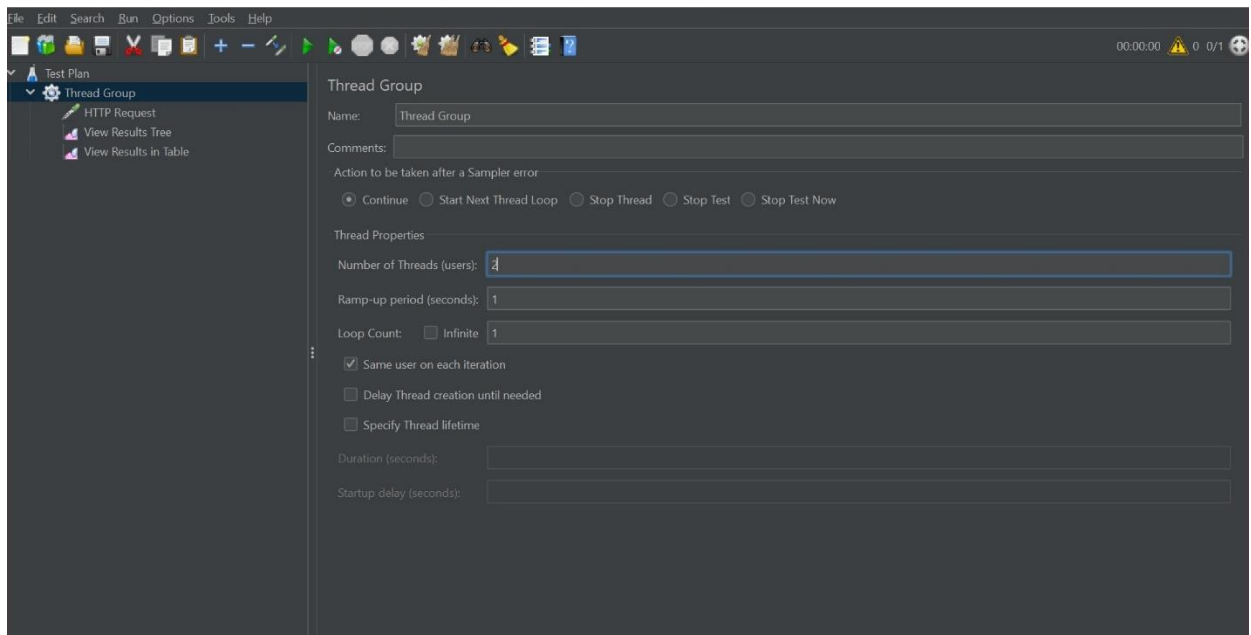 File Edit Search Run Options Tools Help
00:00:00 0 0/1
Test Plan
Thread Group
HTTP Request
View Results Tree
View Results in Table
Thread Group
Name: Thread Group
Comments:
Action to be taken after a Sampler error
Continue Start Next Thread Loop Stop Thread Stop Test Stop Test Now
Thread Properties
Number of Threads (users): 2
Ramp-up period (seconds): 1
Loop Count: Infinite 1
Same user on each iteration
Delay Thread creation until needed
Specify Thread lifetime
Duration (seconds):
Startup delay (seconds):